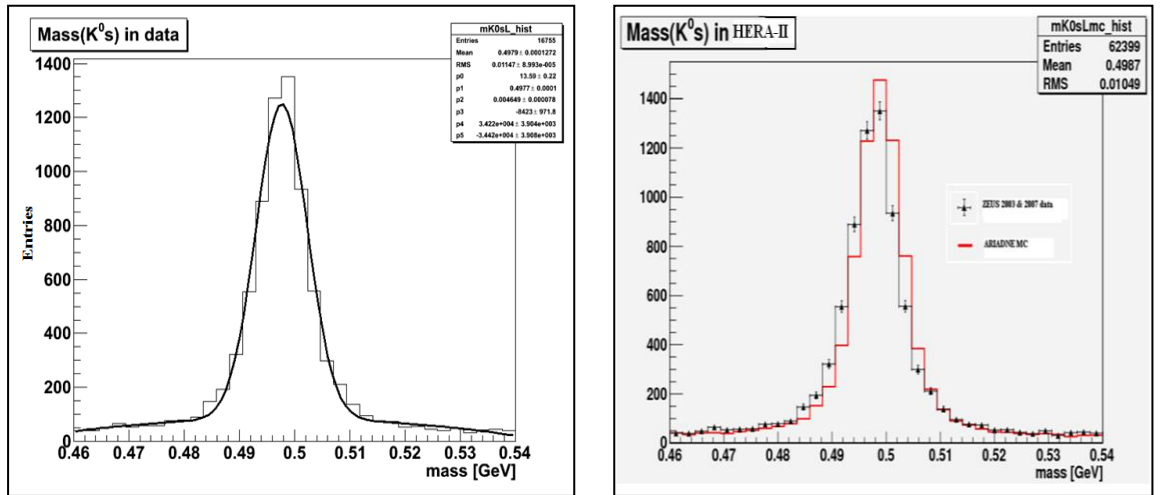 Mass(K⁰s) in data
mK0sL_hist
Entries 16755
Mean 0.4979 ± 0.0001272
RMS 0.01147 ± 8.993e-005
p0 13.59 ± 0.22
p1 0.4977 ± 0.0001
p2 0.004649 ± 0.000078
p3 -8423 ± 971.8
p4 3.422e+004 ± 3.904e+003
p5 -3.442e+004 ± 3.908e+003
Entries
1400
1200
1000
800
600
400
200
0
0.46 0.47 0.48 0.49 0.5 0.51 0.52 0.53 0.54
mass [GeV]
Mass(K⁰s) in HERA-II
mK0sLmc_hist
Entries 62399
Mean 0.4987
RMS 0.01049
1400
1200
1000
800
600
400
200
0
ZEUS 2003 & 2007 data
ARIADNE MC
0.46 0.47 0.48 0.49 0.5 0.51 0.52 0.53 0.54
mass [GeV]